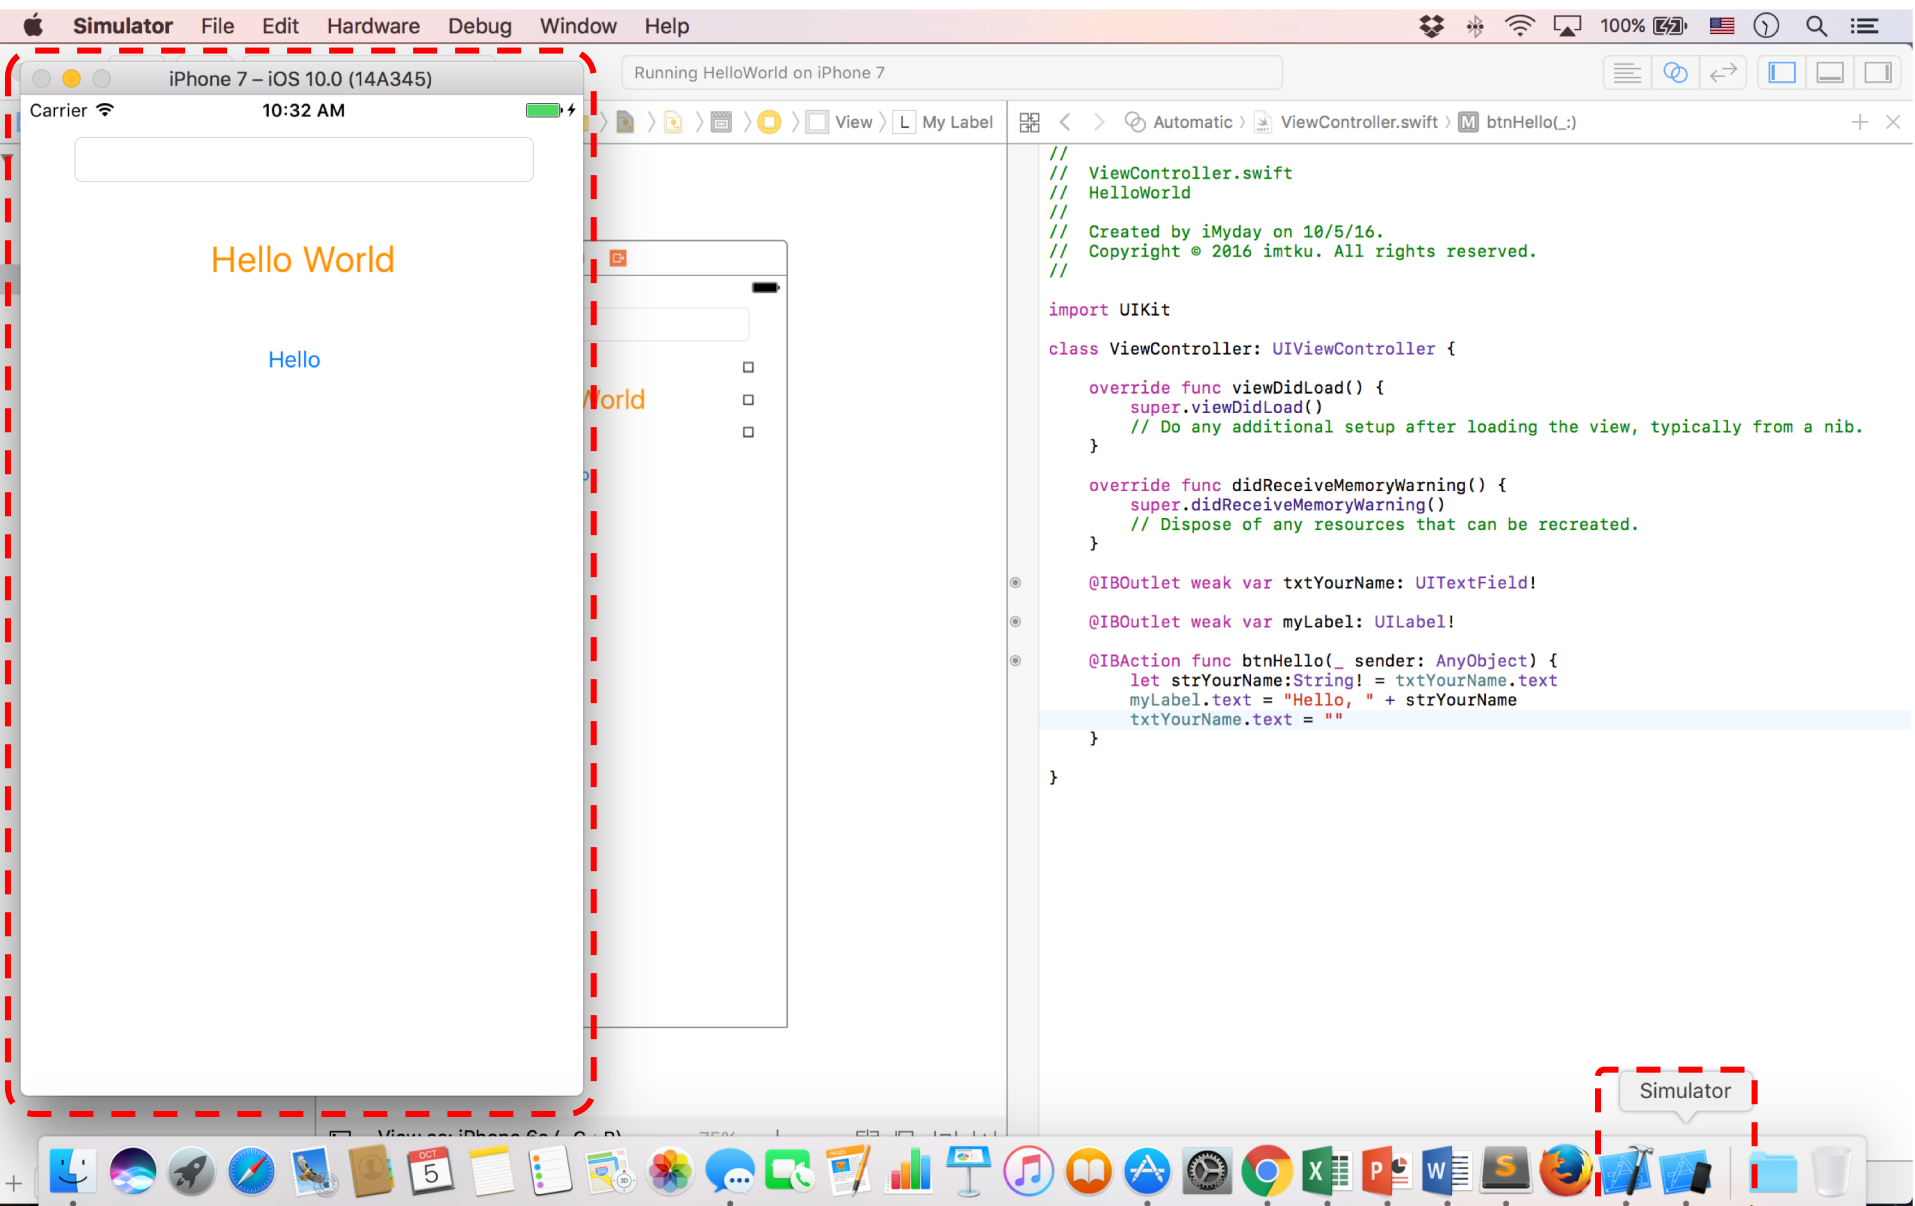 Simulator File Edit Hardware Debug Window Help
100%
iPhone 7 – iOS 10.0 (14A345)
Running HelloWorld on iPhone 7
Carrier 10:32 AM
View L My Label
Automatic ViewController.swift M btnHello(_:)
Hello World
Hello
World
//
// ViewController.swift
// HelloWorld
//
// Created by iMyday on 10/5/16.
// Copyright © 2016 imtku. All rights reserved.
//
import UIKit
class ViewController: UIViewController {
override func viewDidLoad() {
super.viewDidLoad()
// Do any additional setup after loading the view, typically from a nib.
}
override func didReceiveMemoryWarning() {
super.didReceiveMemoryWarning()
// Dispose of any resources that can be recreated.
}
@IBOutlet weak var txtYourName: UITextField!
@IBOutlet weak var myLabel: UILabel!
@IBAction func btnHello(_ sender: AnyObject) {
let strYourName:String! = txtYourName.text
myLabel.text = "Hello, " + strYourName
txtYourName.text = ""
}
}
Simulator
OCT
5
PAGES
X P W S